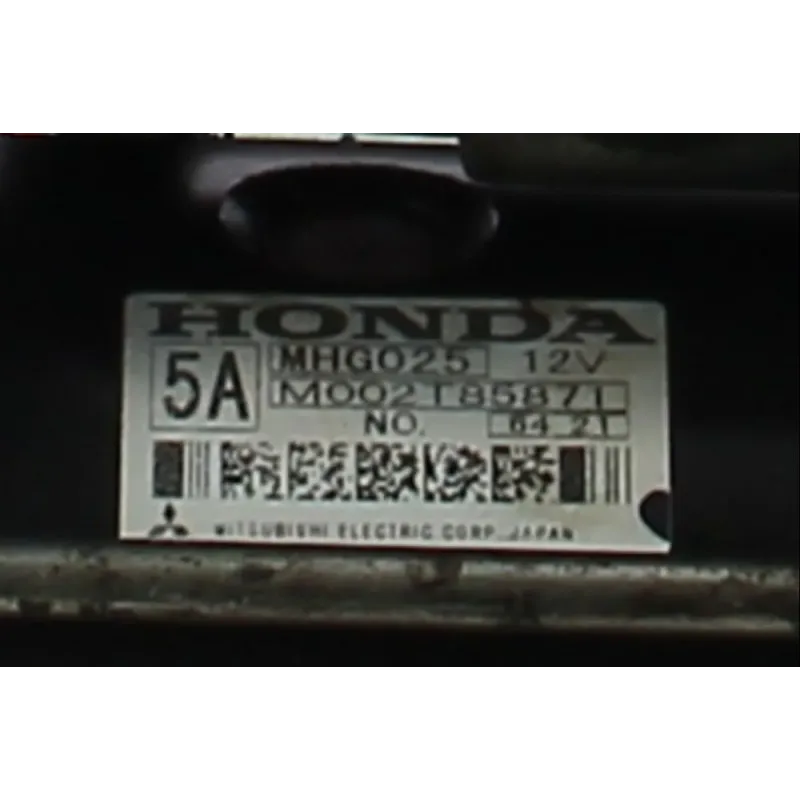 HONDA
5A MHG025 12V
M002T85871
NO. 64 21
MITSUBISHI ELECTRIC CORP. JAPAN